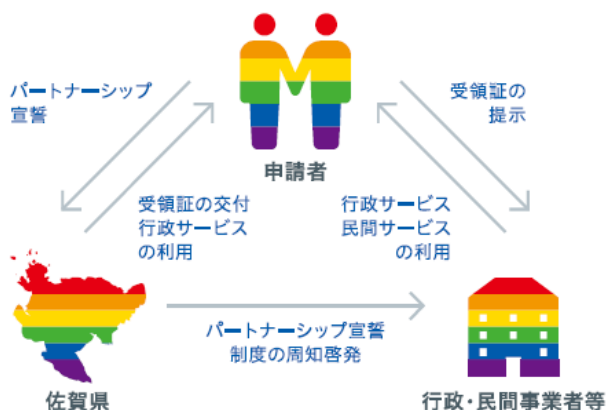 パートナーシップ
宣誓
受領証の
提示
申請者
受領証の交付
行政サービス
の利用
行政サービス
民間サービス
の利用
パートナーシップ宣誓
制度の周知啓発
佐賀県
行政・民間事業者等